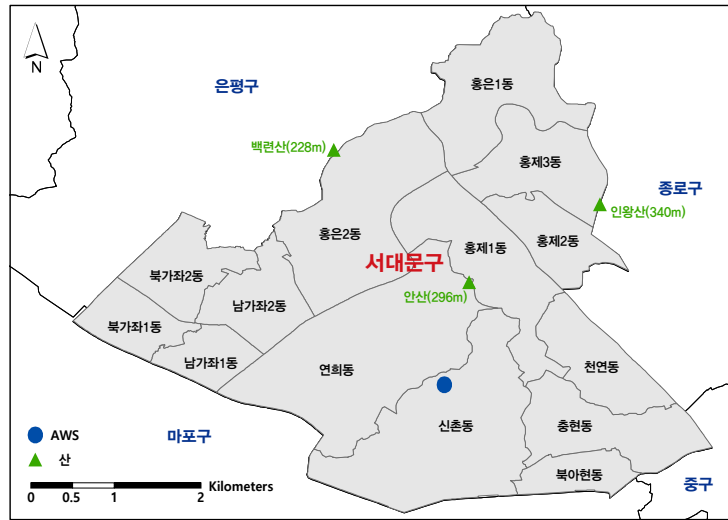 N
홍은1동
은평구
백련산(228m)
홍제3동
종로구
인왕산(340m)
홍은2동
홍제1동
홍제2동
서대문구
북가좌2동
안산(296m)
남가좌2동
북가좌1동
남가좌1동
연희동
천연동
신촌동
충현동
마포구
AWS
산
북아현동
중구
0 0.5 1 2 Kilometers